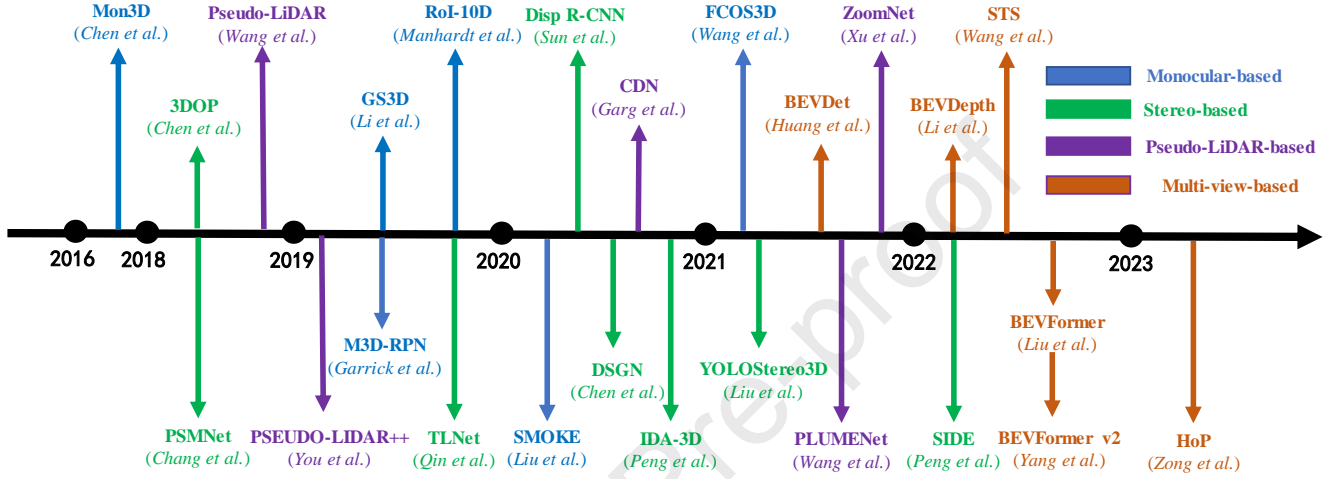 Mon3D
(Chen et al.)
Pseudo-LiDAR
(Wang et al.)
RoI-10D
(Manhardt et al.)
Disp R-CNN
(Sun et al.)
FCOS3D
(Wang et al.)
ZoomNet
(Xu et al.)
STS
(Wang et al.)
3DOP
(Chen et al.)
GS3D
(Li et al.)
CDN
(Garg et al.)
BEVDet
(Huang et al.)
BEVDepth
(Li et al.)
Monocular-based
Stereo-based
Pseudo-LiDAR-based
Multi-view-based
2016
2018
2019
2020
2021
2022
2023
M3D-RPN
(Garrick et al.)
DSGN
(Chen et al.)
YOLOStereo3D
(Liu et al.)
BEVFormer
(Liu et al.)
PSMNet
(Chang et al.)
PSEUDO-LIDAR++
(You et al.)
TLNet
(Qin et al.)
SMOKE
(Liu et al.)
IDA-3D
(Peng et al.)
PLUMENet
(Wang et al.)
SIDE
(Peng et al.)
BEVFormer v2
(Yang et al.)
HoP
(Zong et al.)
Pre-proof